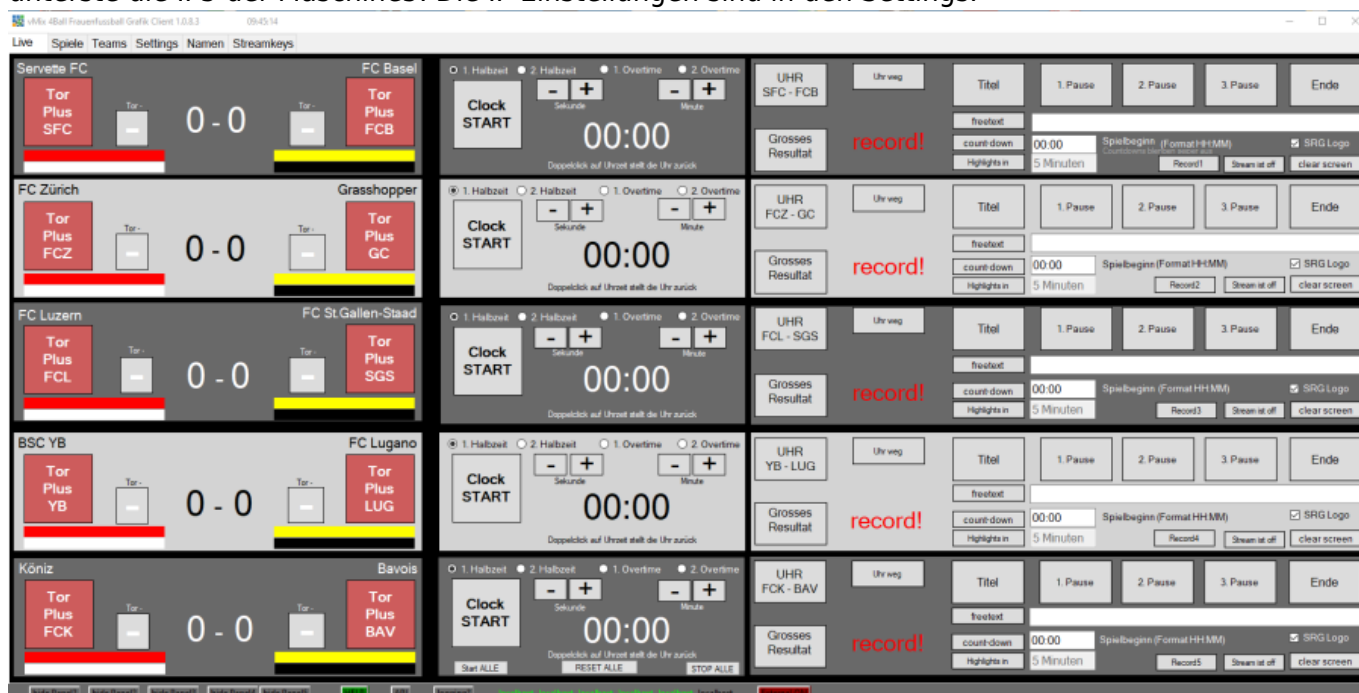 vMix 4Ball Frauenfussball Grafik Client 1.0.8.3 09:45:14
Live Spiele Teams Settings Namen Streamkeys
Servette FC FC Basel
Tor Plus SFC
Tor -
0 - 0
Tor -
Tor Plus FCB
1. Halbzeit 2. Halbzeit 1. Overtime 2. Overtime
Clock START
- + - +
Sekunde Minute
00:00
Doppelclick auf Uhrzeit stellt die Uhr zurück
UHR SFC - FCB
Uhr weg
Titel 1. Pause 2. Pause 3. Pause Ende
Grosses Resultat
record!
freetext
count-down 00:00 Spielbeginn (Format HH:MM) SRG Logo
Highlights in 5 Minuten Record1 Stream ist off clear screen
FC Zürich Grasshopper
Tor Plus FCZ
Tor -
0 - 0
Tor -
Tor Plus GC
1. Halbzeit 2. Halbzeit 1. Overtime 2. Overtime
Clock START
- + - +
Sekunde Minute
00:00
Doppelclick auf Uhrzeit stellt die Uhr zurück
UHR FCZ - GC
Uhr weg
Titel 1. Pause 2. Pause 3. Pause Ende
Grosses Resultat
record!
freetext
count-down 00:00 Spielbeginn (Format HH:MM) SRG Logo
Highlights in 5 Minuten Record2 Stream ist off clear screen
FC Luzern FC St.Gallen-Staad
Tor Plus FCL
Tor -
0 - 0
Tor -
Tor Plus SGS
1. Halbzeit 2. Halbzeit 1. Overtime 2. Overtime
Clock START
- + - +
Sekunde Minute
00:00
Doppelclick auf Uhrzeit stellt die Uhr zurück
UHR FCL - SGS
Uhr weg
Titel 1. Pause 2. Pause 3. Pause Ende
Grosses Resultat
record!
freetext
count-down 00:00 Spielbeginn (Format HH:MM) SRG Logo
Highlights in 5 Minuten Record3 Stream ist off clear screen
BSC YB FC Lugano
Tor Plus YB
Tor -
0 - 0
Tor -
Tor Plus LUG
1. Halbzeit 2. Halbzeit 1. Overtime 2. Overtime
Clock START
- + - +
Sekunde Minute
00:00
Doppelclick auf Uhrzeit stellt die Uhr zurück
UHR YB - LUG
Uhr weg
Titel 1. Pause 2. Pause 3. Pause Ende
Grosses Resultat
record!
freetext
count-down 00:00 Spielbeginn (Format HH:MM) SRG Logo
Highlights in 5 Minuten Record4 Stream ist off clear screen
Köniz Bavois
Tor Plus FCK
Tor -
0 - 0
Tor -
Tor Plus BAV
1. Halbzeit 2. Halbzeit 1. Overtime 2. Overtime
Clock START
- + - +
Sekunde Minute
00:00
Doppelclick auf Uhrzeit stellt die Uhr zurück
Start ALLE RESET ALLE STOP ALLE
UHR FCK - BAV
Uhr weg
Titel 1. Pause 2. Pause 3. Pause Ende
Grosses Resultat
record!
freetext
count-down 00:00 Spielbeginn (Format HH:MM) SRG Logo
Highlights in 5 Minuten Record5 Stream ist off clear screen